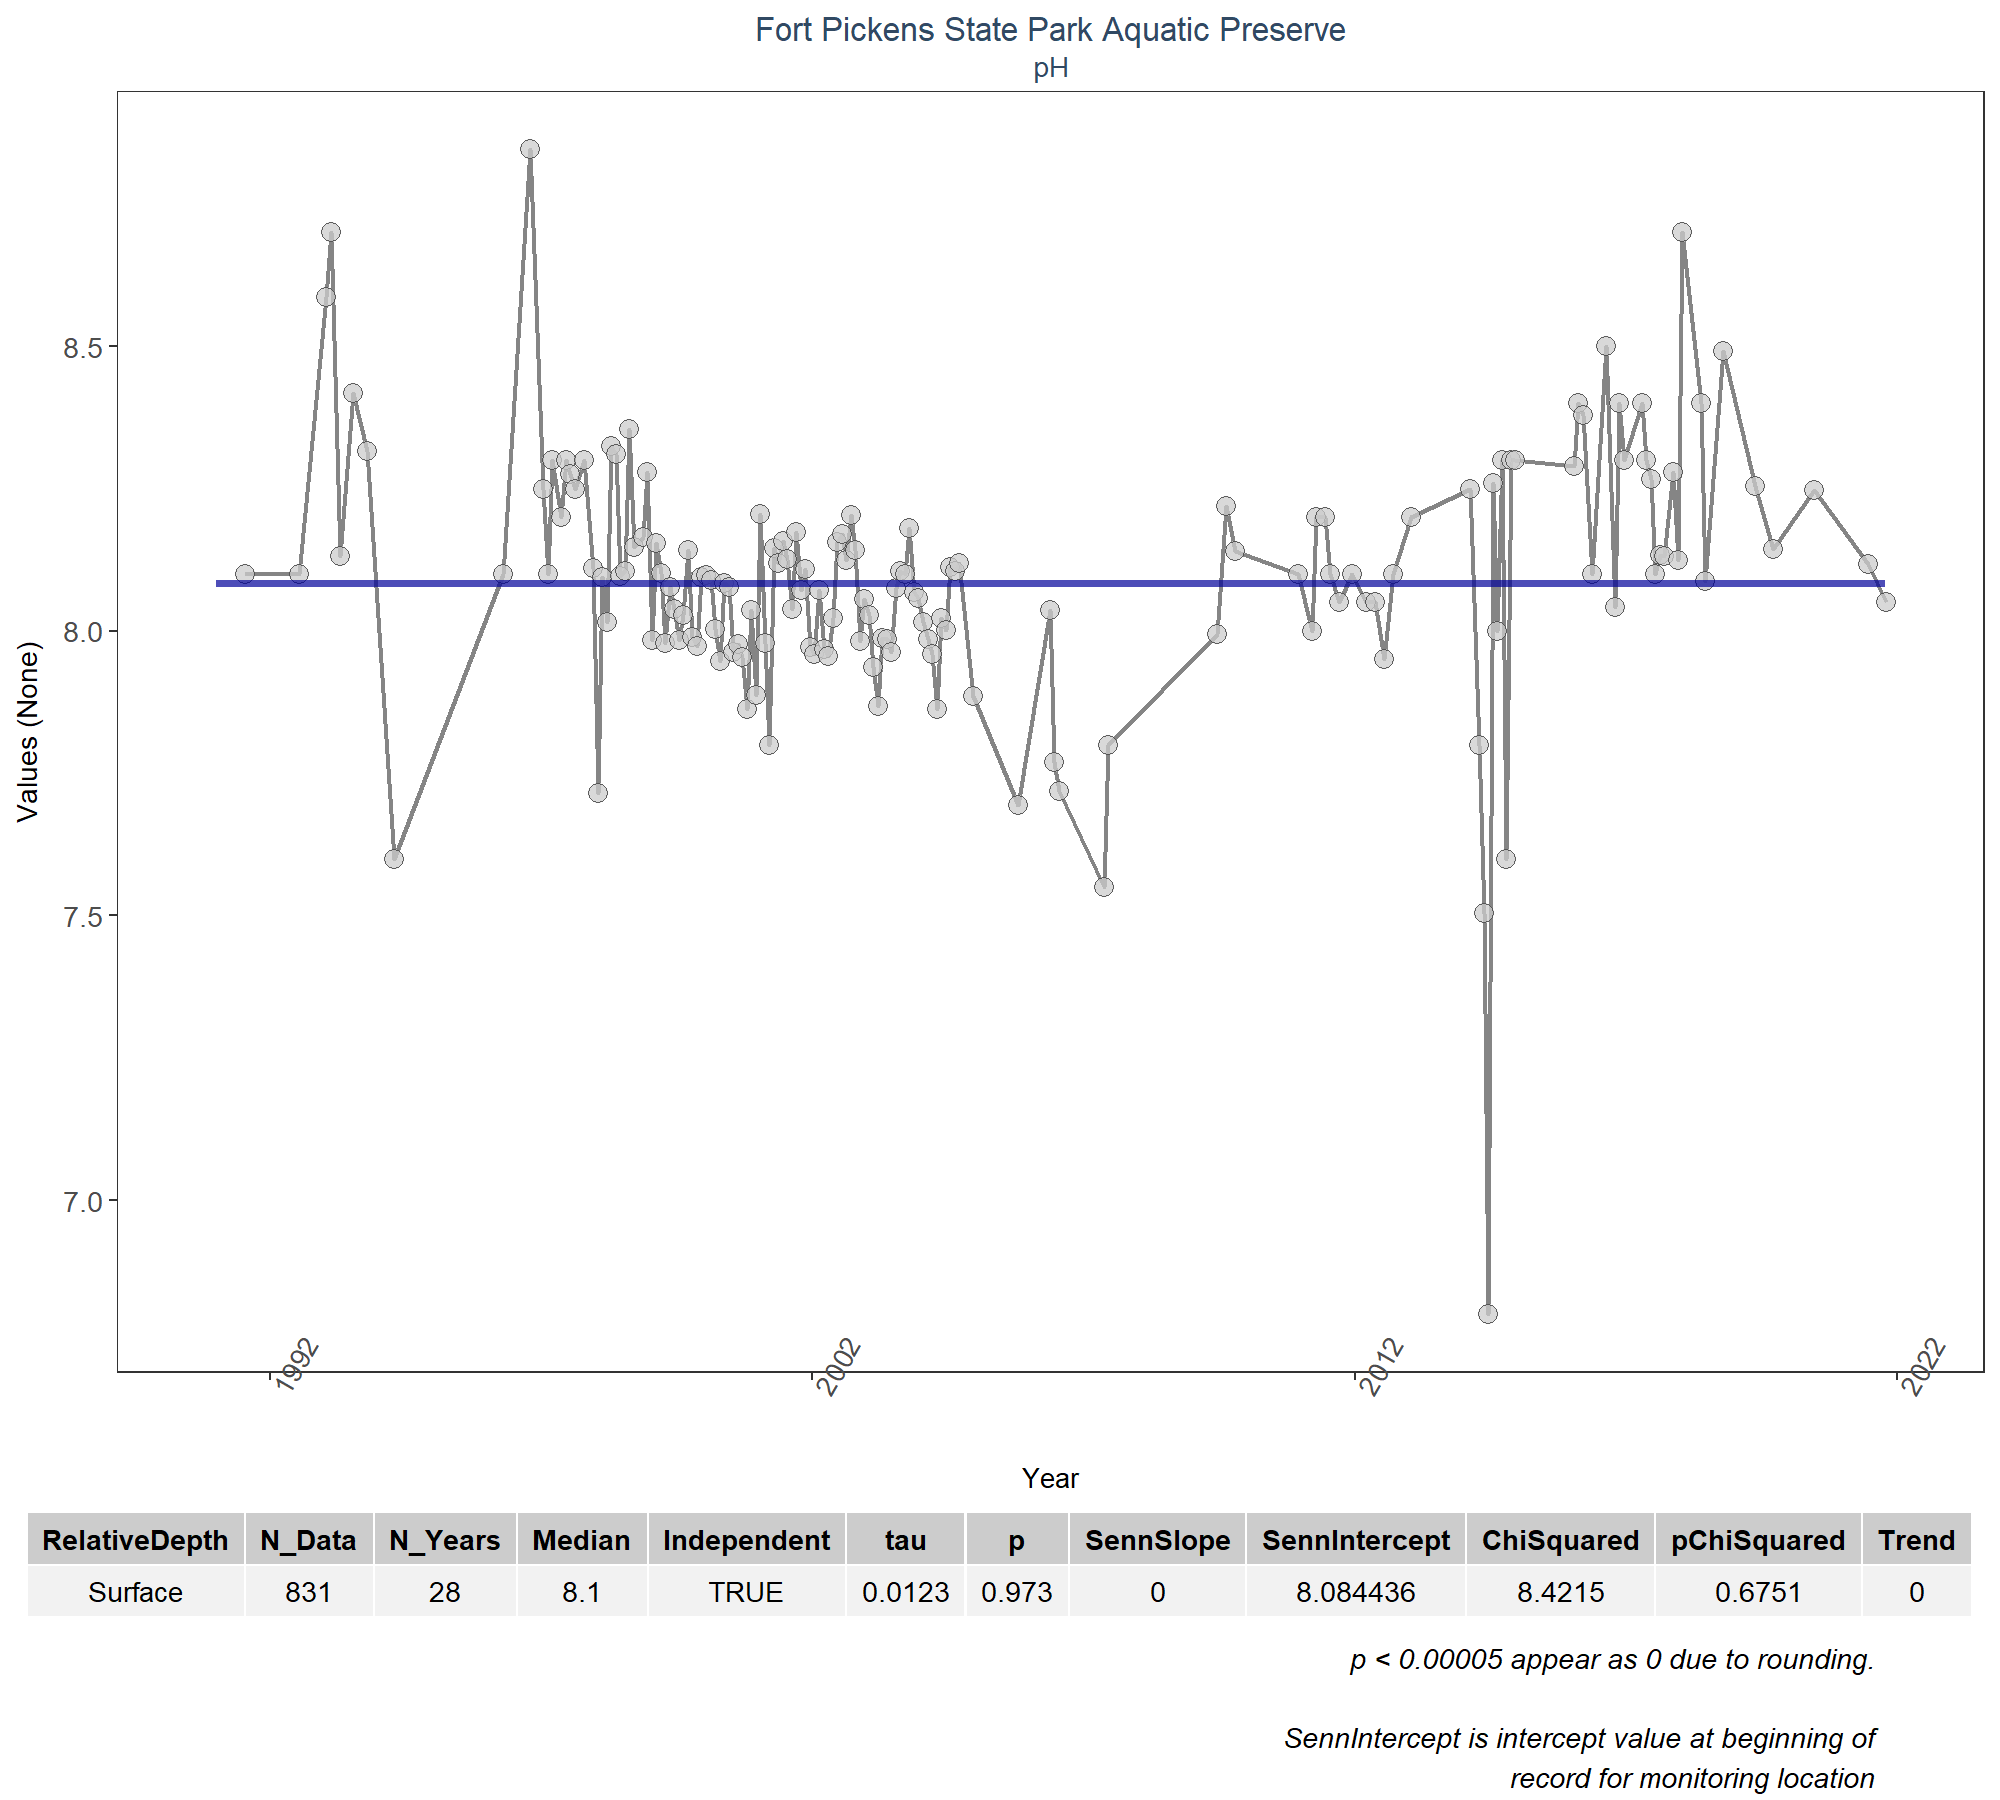 Fort Pickens State Park Aquatic Preserve
pH
Values (None)
8.5
8.0
7.5
7.0
1992
2002
2012
2022
Year
RelativeDepth N_Data N_Years Median Independent tau p SennSlope SennIntercept ChiSquared pChiSquared Trend
Surface 831 28 8.1 TRUE 0.0123 0.973 0 8.084436 8.4215 0.6751 0
p < 0.00005 appear as 0 due to rounding.
SennIntercept is intercept value at beginning of
record for monitoring location